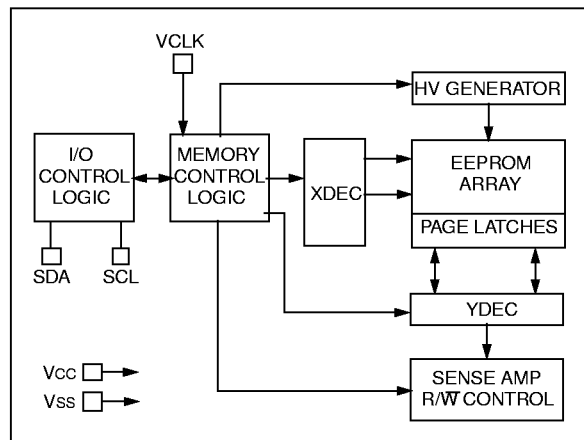 VCLK
HV GENERATOR
I/O
CONTROL
LOGIC
MEMORY
CONTROL
LOGIC
XDEC
EEPROM
ARRAY
PAGE LATCHES
SDA
SCL
YDEC
VCC
VSS
SENSE AMP
R/W̅ CONTROL